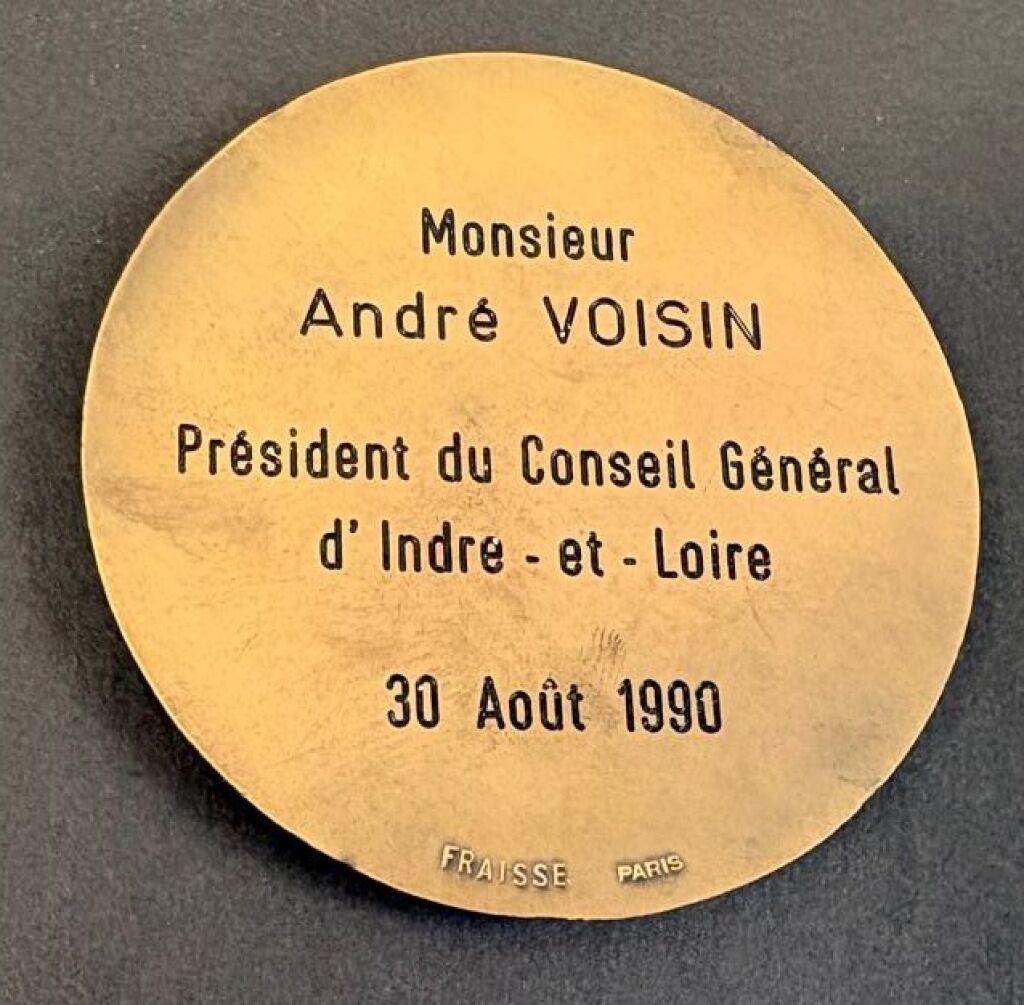 Monsieur
André VOISIN
Président du Conseil Général
d' Indre - et - Loire
30 Août 1990
FRAISSE PARIS